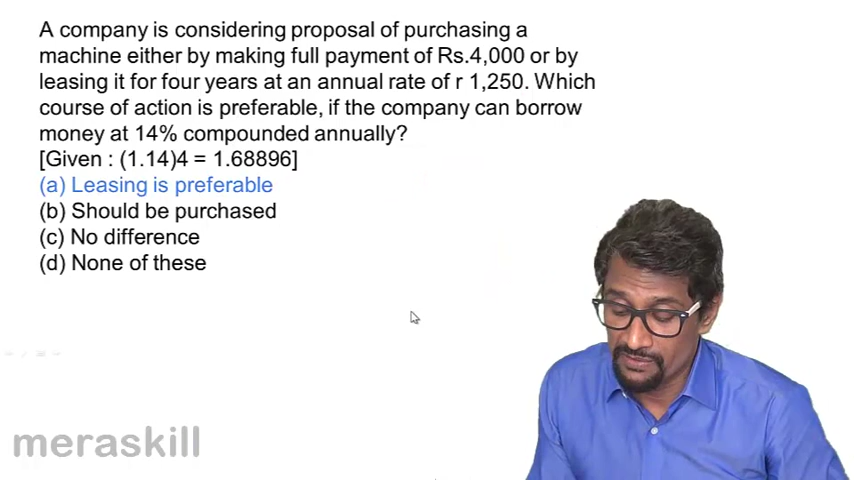 A company is considering proposal of purchasing a
machine either by making full payment of Rs.4,000 or by
leasing it for four years at an annual rate of r 1,250. Which
course of action is preferable, if the company can borrow
money at 14% compounded annually?
[Given : (1.14)4 = 1.68896]
(a) Leasing is preferable
(b) Should be purchased
(c) No difference
(d) None of these
meraskill